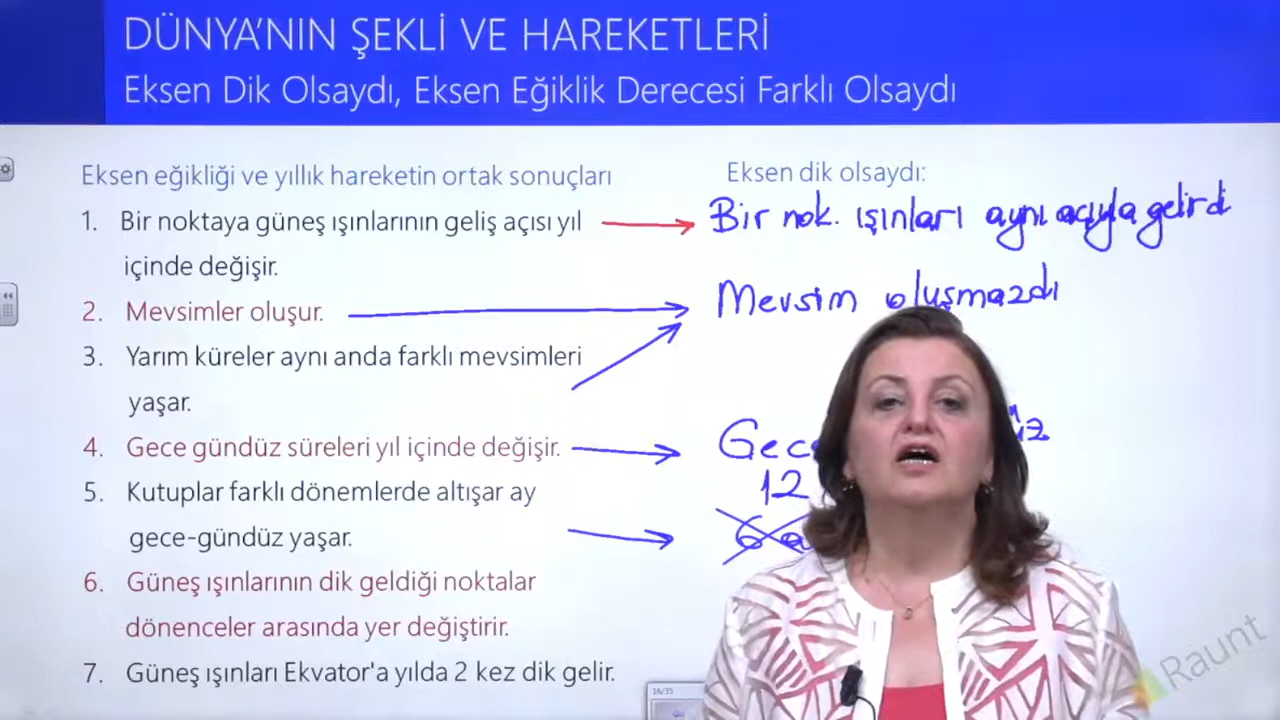 DÜNYA'NIN ŞEKLİ VE HAREKETLERİ
Eksen Dik Olsaydı, Eksen Eğiklik Derecesi Farklı Olsaydı
Eksen eğikliği ve yıllık hareketin ortak sonuçları
1. Bir noktaya güneş ışınlarının geliş açısı yıl
içinde değişir.
2. Mevsimler oluşur.
3. Yarım küreler aynı anda farklı mevsimleri
yaşar.
4. Gece gündüz süreleri yıl içinde değişir.
5. Kutuplar farklı dönemlerde altışar ay
gece-gündüz yaşar.
6. Güneş ışınlarının dik geldiği noktalar
dönenceler arasında yer değiştirir.
7. Güneş ışınları Ekvator'a yılda 2 kez dik gelir.
Eksen dik olsaydı:
Bir nok. ışınları aynı açıyla gelirdi
Mevsim oluşmazdı
12
16/35
Raunt